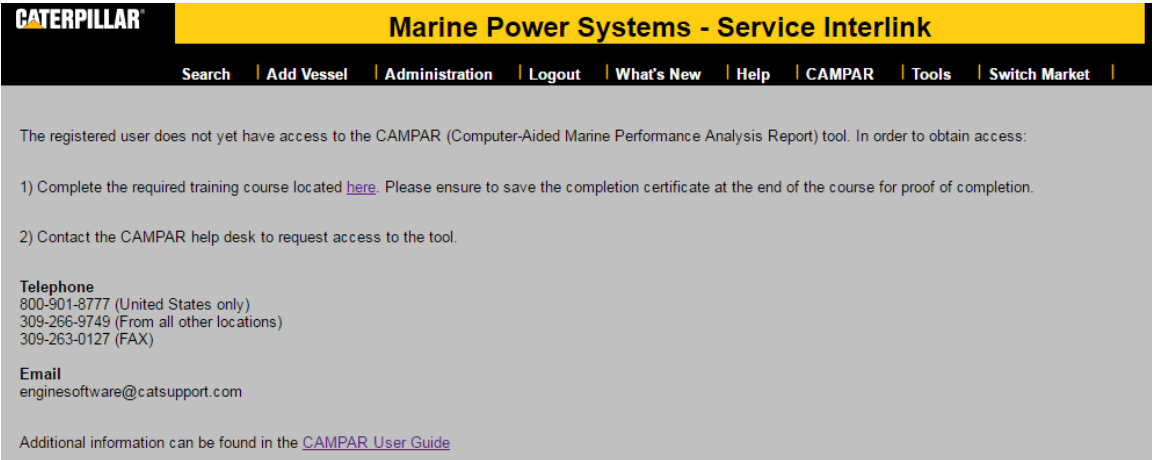 CATERPILLAR®
Marine Power Systems - Service Interlink
Search | Add Vessel | Administration | Logout | What's New | Help | CAMPAR | Tools | Switch Market |
The registered user does not yet have access to the CAMPAR (Computer-Aided Marine Performance Analysis Report) tool. In order to obtain access:
1) Complete the required training course located here. Please ensure to save the completion certificate at the end of the course for proof of completion.
2) Contact the CAMPAR help desk to request access to the tool.
Telephone
800-901-8777 (United States only)
309-266-9749 (From all other locations)
309-263-0127 (FAX)
Email
enginesoftware@catsupport.com
Additional information can be found in the CAMPAR User Guide